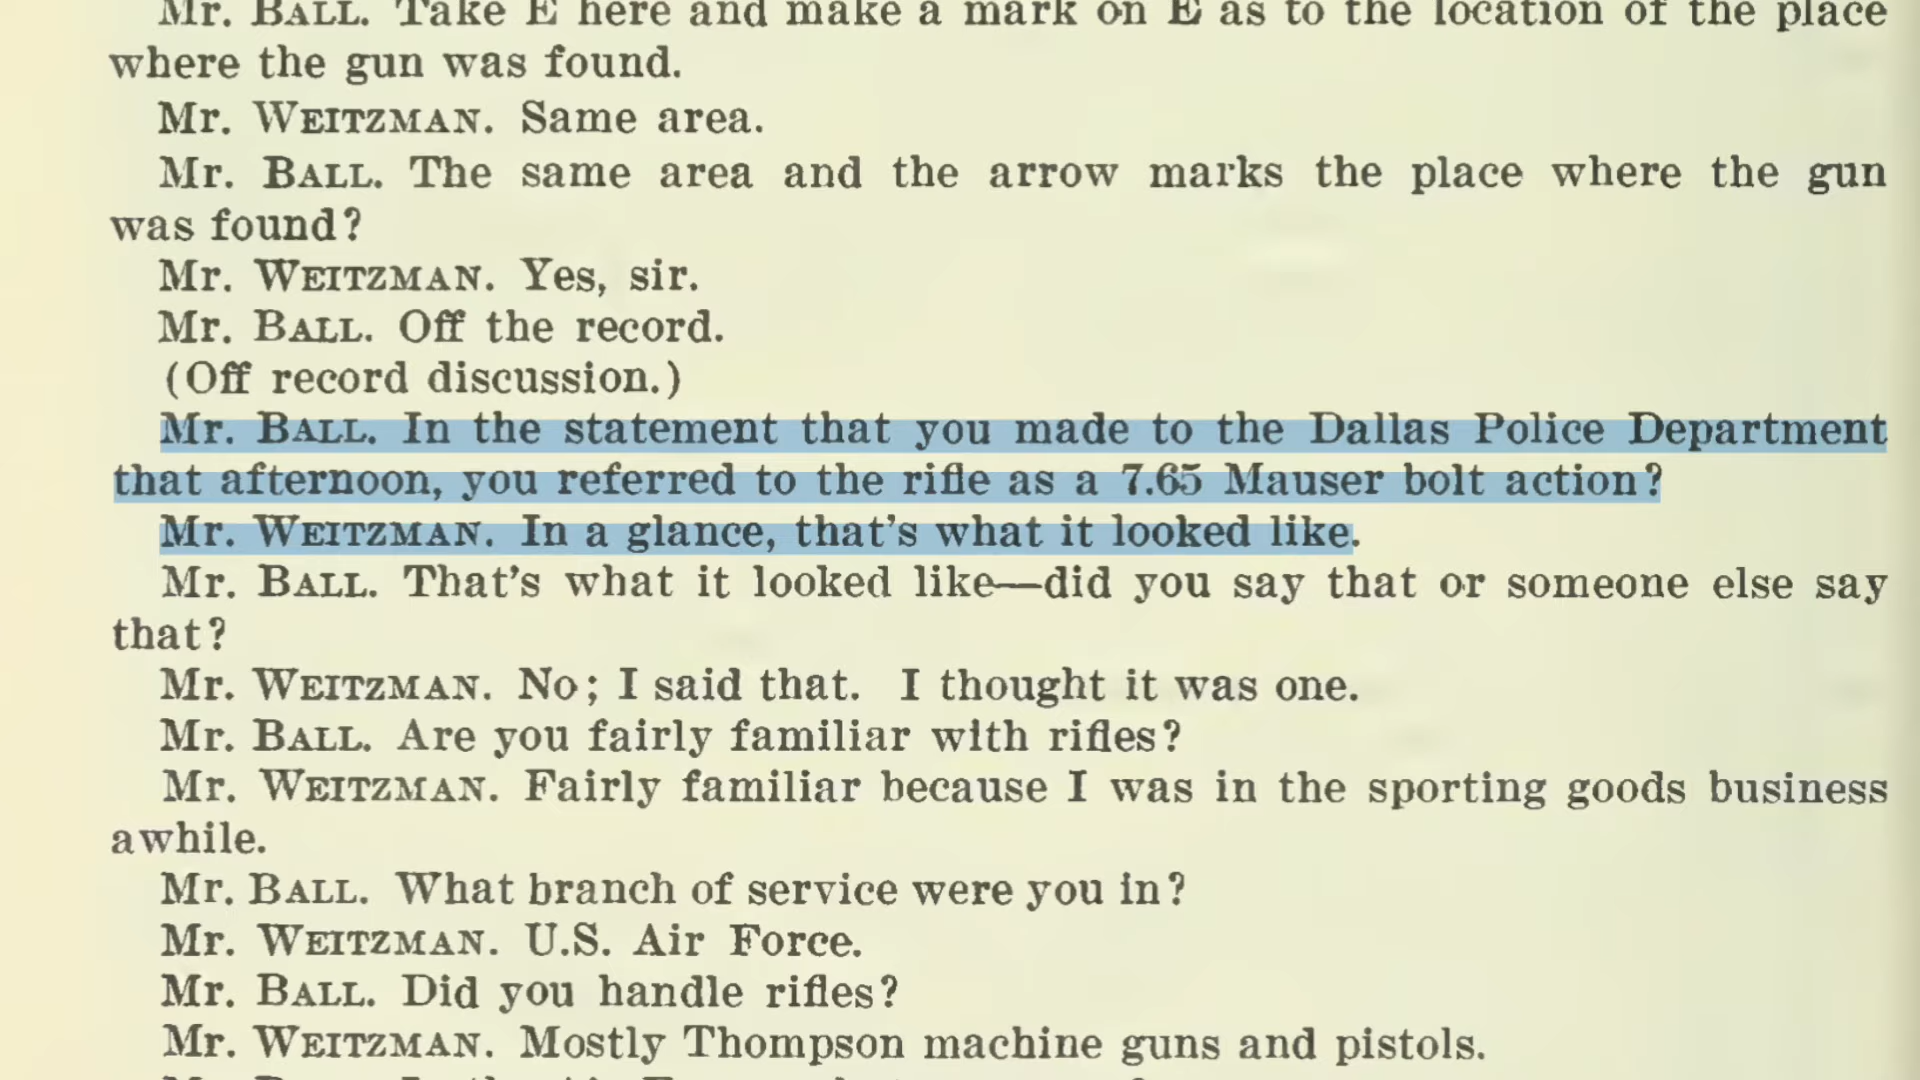 Mr. BALL. Take E here and make a mark on E as to the location of the place
where the gun was found.
Mr. WEITZMAN. Same area.
Mr. BALL. The same area and the arrow marks the place where the gun
was found?
Mr. WEITZMAN. Yes, sir.
Mr. BALL. Off the record.
(Off record discussion.)
Mr. BALL. In the statement that you made to the Dallas Police Department
that afternoon, you referred to the rifle as a 7.65 Mauser bolt action?
Mr. WEITZMAN. In a glance, that's what it looked like.
Mr. BALL. That's what it looked like—did you say that or someone else say
that?
Mr. WEITZMAN. No; I said that. I thought it was one.
Mr. BALL. Are you fairly familiar with rifles?
Mr. WEITZMAN. Fairly familiar because I was in the sporting goods business
awhile.
Mr. BALL. What branch of service were you in?
Mr. WEITZMAN. U.S. Air Force.
Mr. BALL. Did you handle rifles?
Mr. WEITZMAN. Mostly Thompson machine guns and pistols.